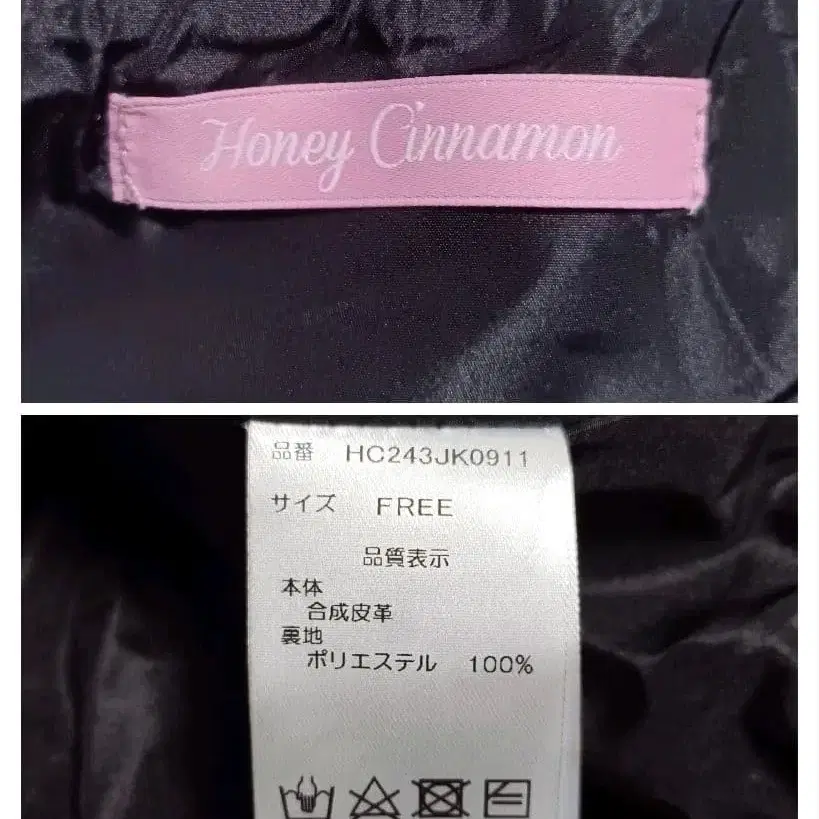 Honey Cinnamon
品番 HC243JK0911
サイズ FREE
品質表示
本体
合成皮革
裏地
ポリエステル 100%